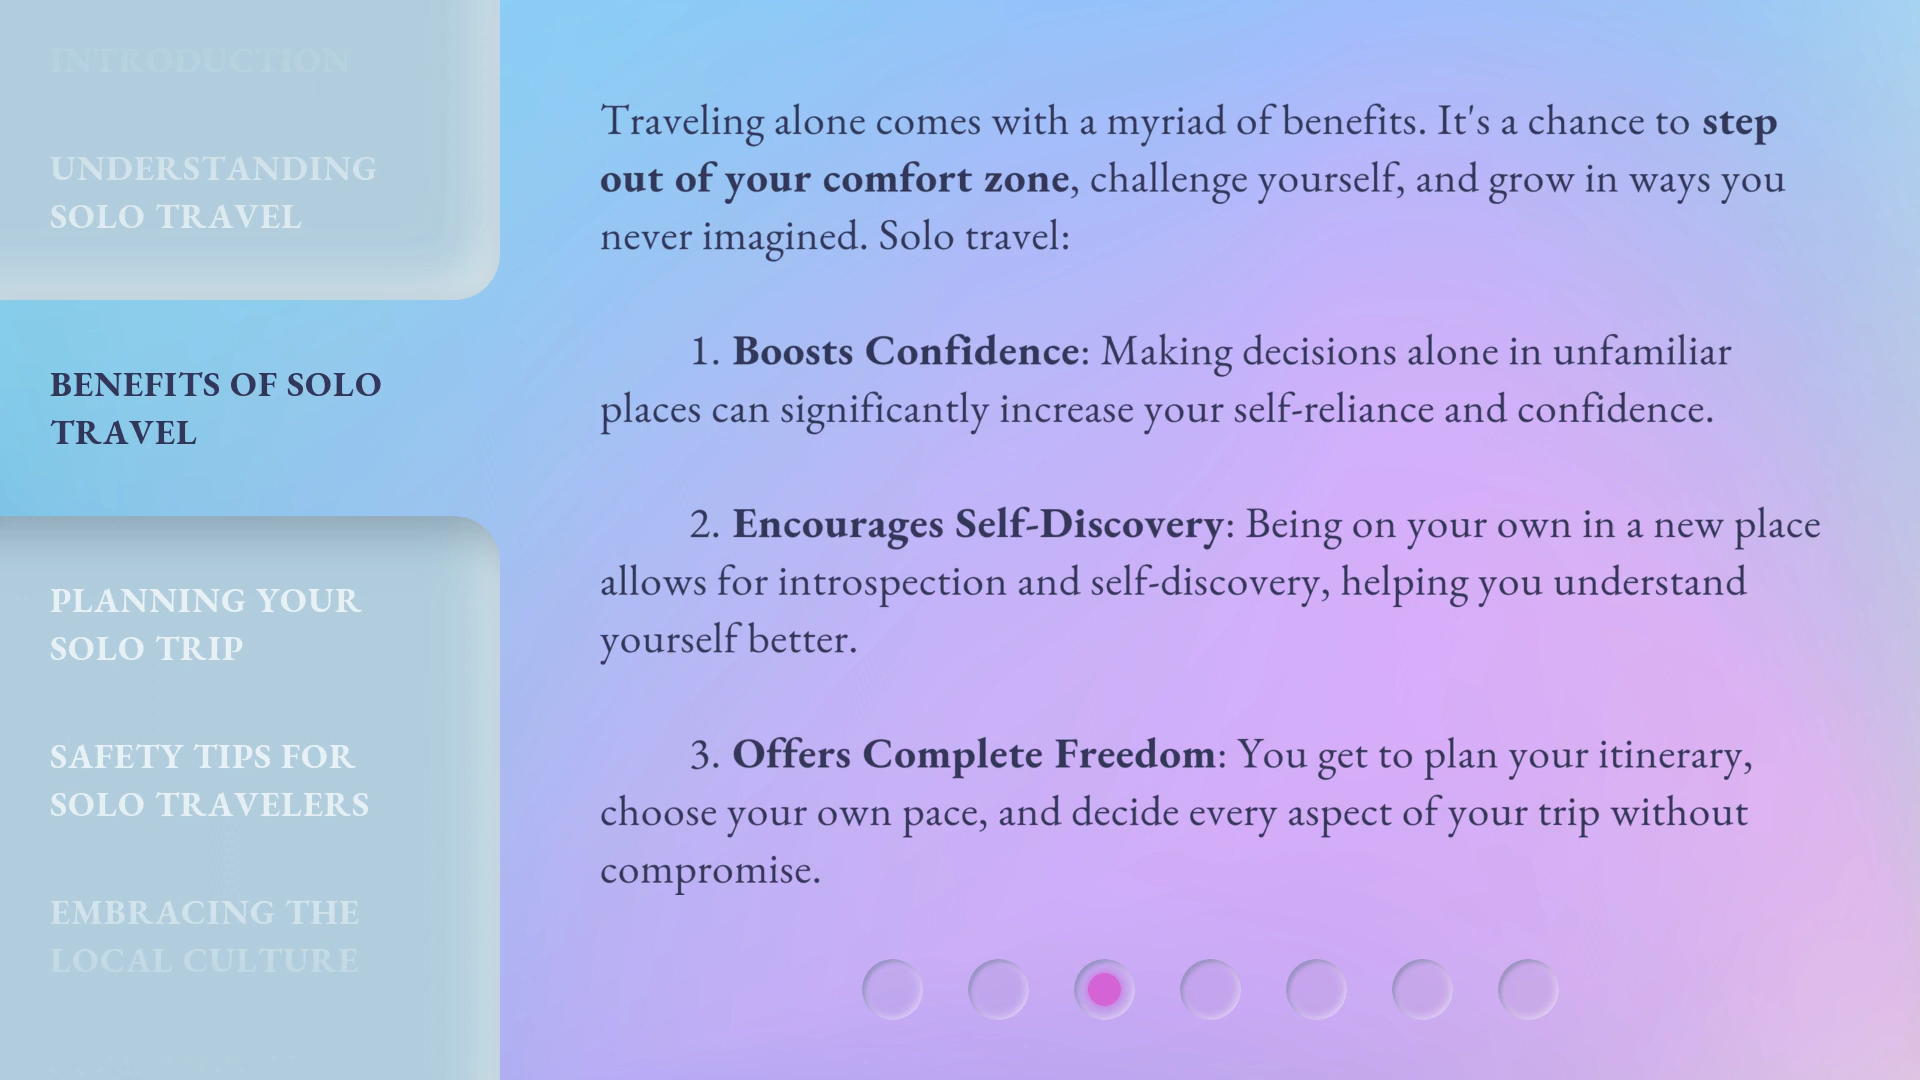 INTRODUCTION
UNDERSTANDING
SOLO TRAVEL
BENEFITS OF SOLO
TRAVEL
PLANNING YOUR
SOLO TRIP
SAFETY TIPS FOR
SOLO TRAVELERS
EMBRACING THE
LOCAL CULTURE
Traveling alone comes with a myriad of benefits. It's a chance to step
out of your comfort zone, challenge yourself, and grow in ways you
never imagined. Solo travel:
1. Boosts Confidence: Making decisions alone in unfamiliar
places can significantly increase your self-reliance and confidence.
2. Encourages Self-Discovery: Being on your own in a new place
allows for introspection and self-discovery, helping you understand
yourself better.
3. Offers Complete Freedom: You get to plan your itinerary,
choose your own pace, and decide every aspect of your trip without
compromise.